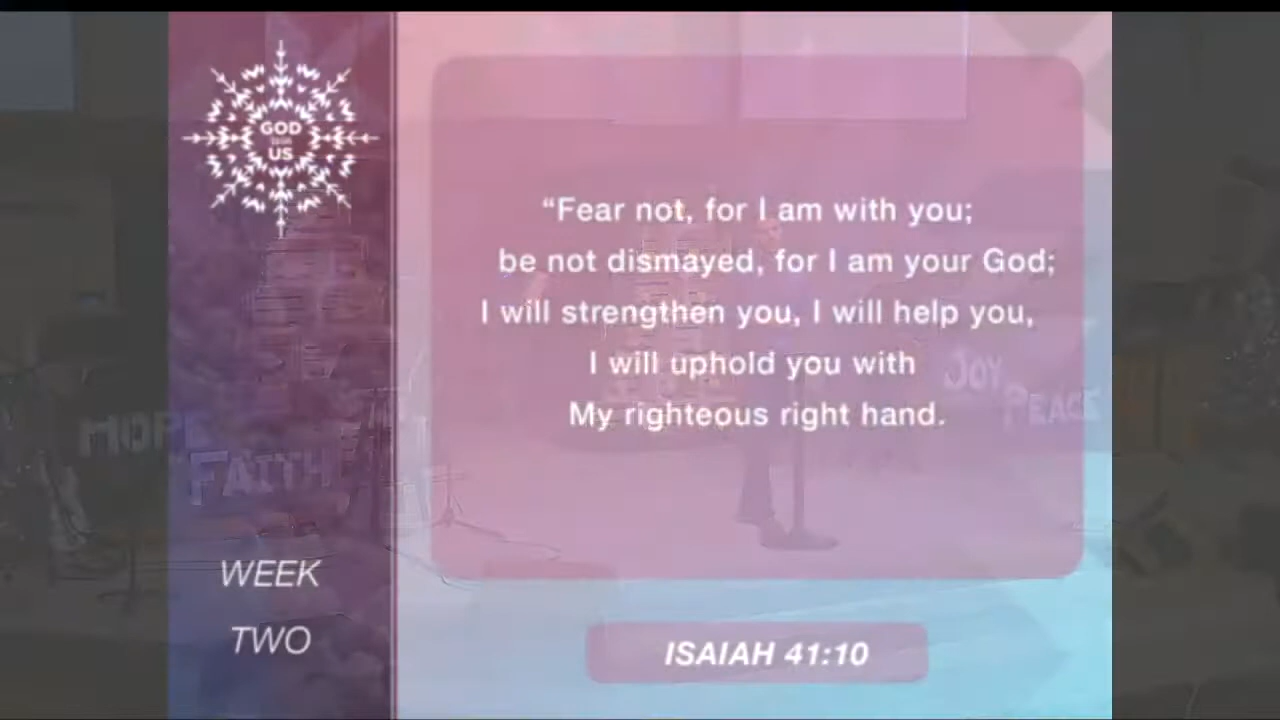 GOD
with
US
“Fear not, for I am with you;
be not dismayed, for I am your God;
I will strengthen you, I will help you,
I will uphold you with
My righteous right hand.
JOY
PEACE
HOPE
FAITH
WEEK
TWO
ISAIAH 41:10